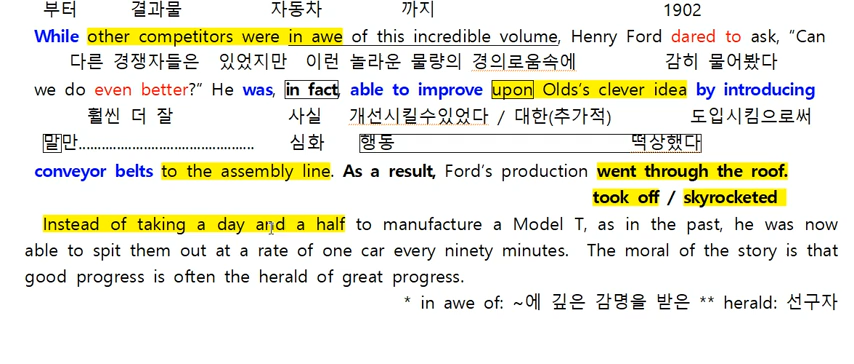 부터 결과물 자동차 까지 1902
While other competitors were in awe of this incredible volume, Henry Ford dared to ask, “Can
다른 경쟁자들은 있었지만 이런 놀라운 물량의 경의로움속에 감히 물어봤다
we do even better?” He was, in fact, able to improve upon Olds’s clever idea by introducing
훨씬 더 잘 사실 개선시킬수있었다 / 대한(추가적) 도입시킴으로써
말만................................................ 심화 행동 떡상했다
conveyor belts to the assembly line. As a result, Ford’s production went through the roof.
took off / skyrocketed
Instead of taking a day and a half to manufacture a Model T, as in the past, he was now
able to spit them out at a rate of one car every ninety minutes. The moral of the story is that
good progress is often the herald of great progress.
* in awe of: ~에 깊은 감명을 받은 ** herald: 선구자